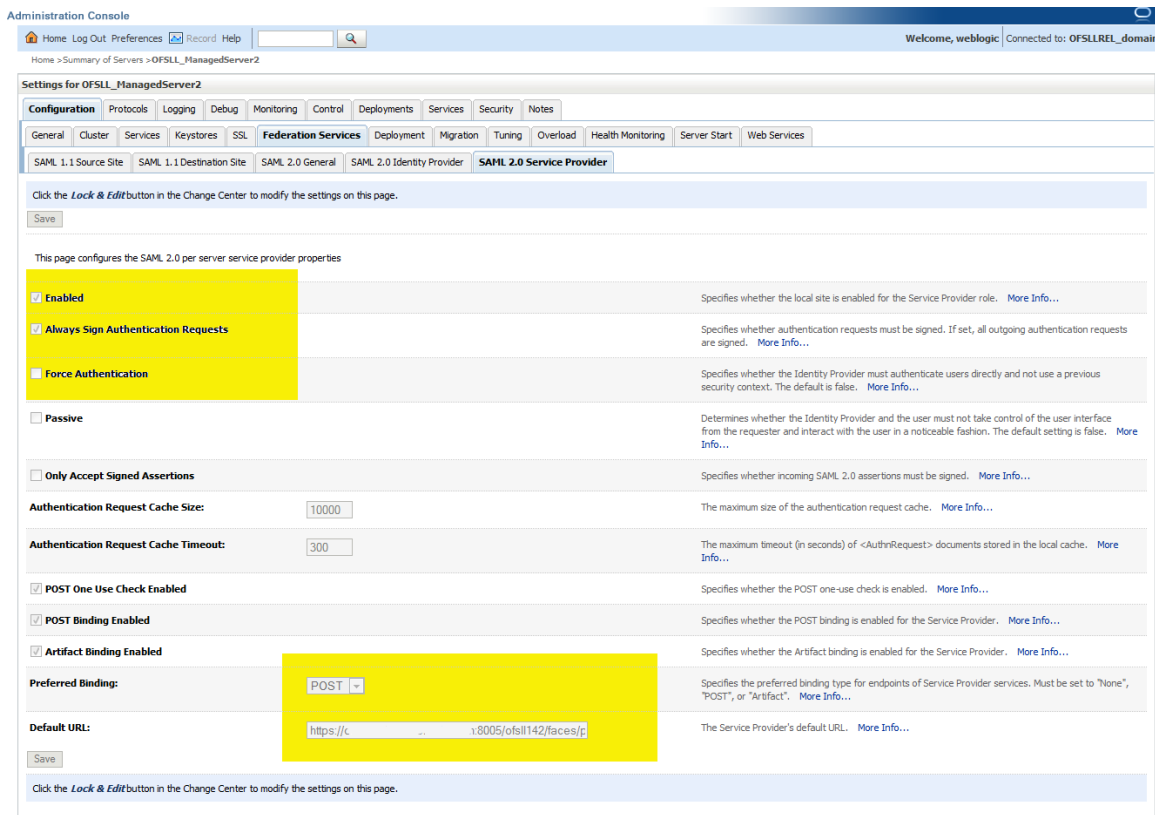 Administration Console
Home Log Out Preferences Record Help
Welcome, weblogic Connected to: OFSLLREL_domain
Home >Summary of Servers >OFSLL_ManagedServer2
Settings for OFSLL_ManagedServer2
Configuration Protocols Logging Debug Monitoring Control Deployments Services Security Notes
General Cluster Services Keystores SSL Federation Services Deployment Migration Tuning Overload Health Monitoring Server Start Web Services
SAML 1.1 Source Site SAML 1.1 Destination Site SAML 2.0 General SAML 2.0 Identity Provider SAML 2.0 Service Provider
Click the Lock & Edit button in the Change Center to modify the settings on this page.
Save
This page configures the SAML 2.0 per server service provider properties
Enabled
Specifies whether the local site is enabled for the Service Provider role. More Info...
Always Sign Authentication Requests
Specifies whether authentication requests must be signed. If set, all outgoing authentication requests
are signed. More Info...
Force Authentication
Specifies whether the Identity Provider must authenticate users directly and not use a previous
security context. The default is false. More Info...
Passive
Determines whether the Identity Provider and the user must not take control of the user interface
from the requester and interact with the user in a noticeable fashion. The default setting is false. More
Info...
Only Accept Signed Assertions
Specifies whether incoming SAML 2.0 assertions must be signed. More Info...
Authentication Request Cache Size: 10000
The maximum size of the authentication request cache. More Info...
Authentication Request Cache Timeout: 300
The maximum timeout (in seconds) of <AuthnRequest> documents stored in the local cache. More
Info...
POST One Use Check Enabled
Specifies whether the POST one-use check is enabled. More Info...
POST Binding Enabled
Specifies whether the POST binding is enabled for the Service Provider. More Info...
Artifact Binding Enabled
Specifies whether the Artifact binding is enabled for the Service Provider. More Info...
Preferred Binding: POST
Specifies the preferred binding type for endpoints of Service Provider services. Must be set to "None",
"POST", or "Artifact". More Info...
Default URL: https:// :8005/ofsll142/faces/p
The Service Provider's default URL. More Info...
Save
Click the Lock & Edit button in the Change Center to modify the settings on this page.